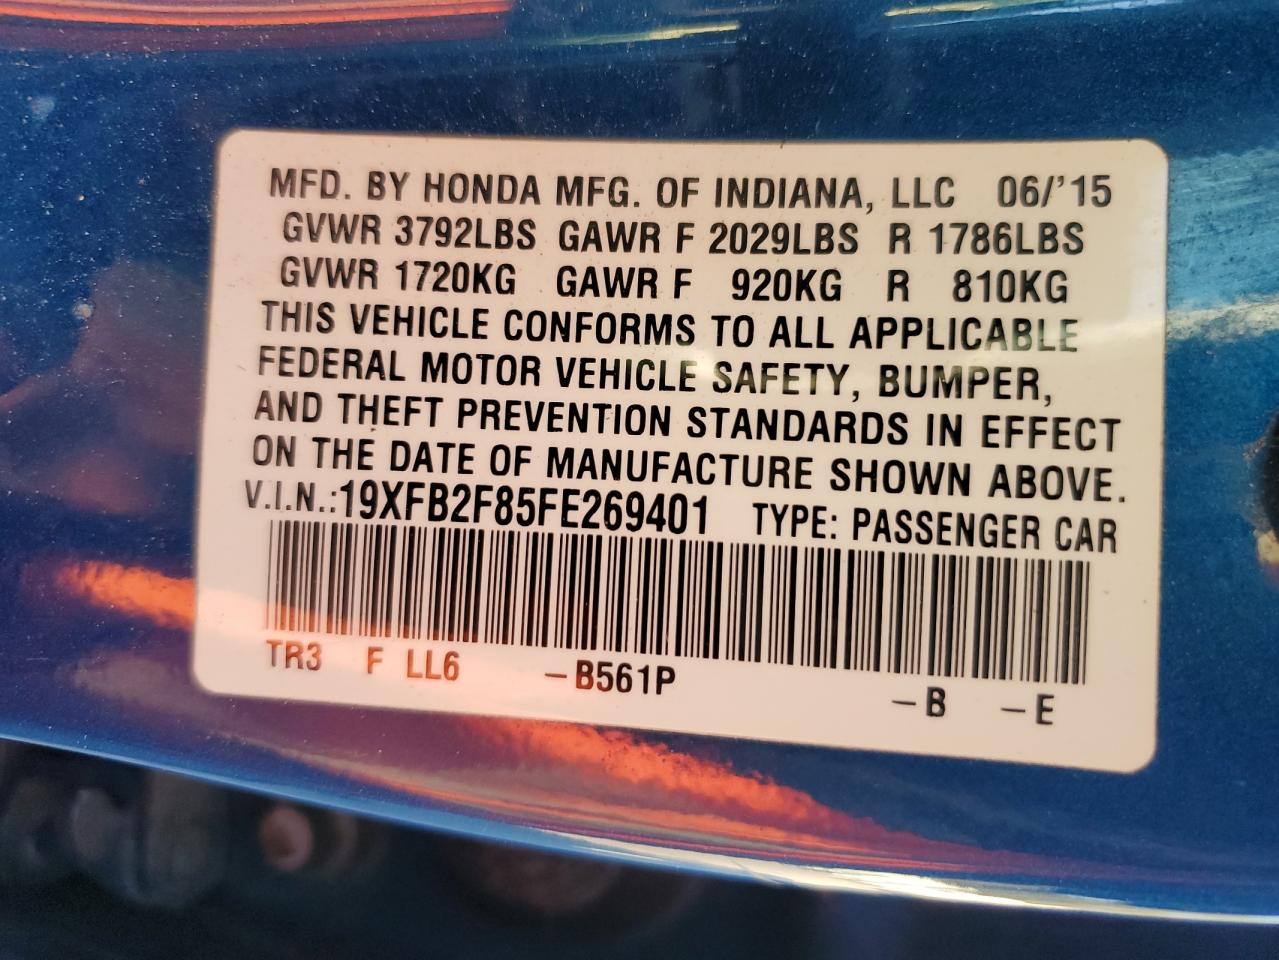 MFD. BY HONDA MFG. OF INDIANA, LLC 06/'15
GVWR 3792LBS GAWR F 2029LBS R 1786LBS
GVWR 1720KG GAWR F 920KG R 810KG
THIS VEHICLE CONFORMS TO ALL APPLICABLE
FEDERAL MOTOR VEHICLE SAFETY, BUMPER,
AND THEFT PREVENTION STANDARDS IN EFFECT
ON THE DATE OF MANUFACTURE SHOWN ABOVE.
V.I.N.:19XFB2F85FE269401 TYPE: PASSENGER CAR
TR3 F LL6 -B561P -B -E